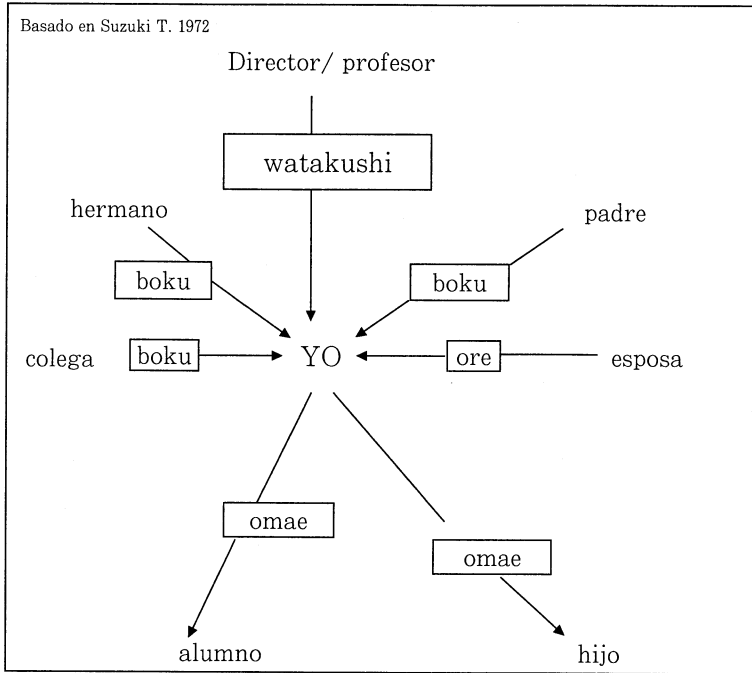 Basado en Suzuki T. 1972
Director/ profesor
watakushi
hermano
padre
boku
boku
colega
boku
YO
ore
esposa
omae
omae
alumno
hijo